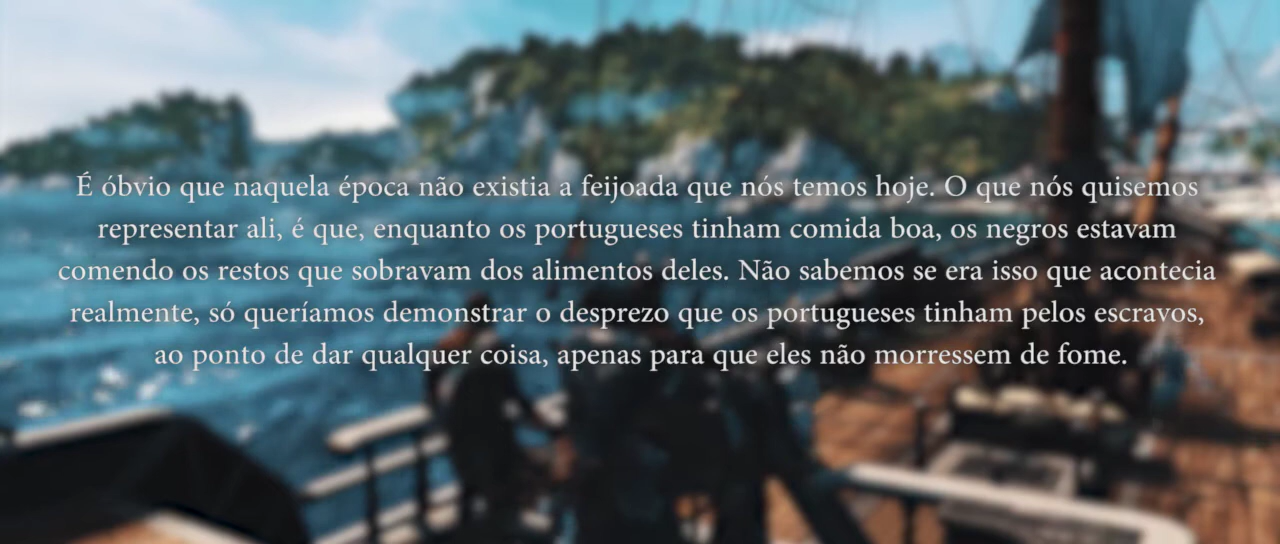 É óbvio que naquela época não existia a feijoada que nós temos hoje. O que nós quisemos
representar ali, é que, enquanto os portugueses tinham comida boa, os negros estavam
comendo os restos que sobravam dos alimentos deles. Não sabemos se era isso que acontecia
realmente, só queríamos demonstrar o desprezo que os portugueses tinham pelos escravos,
ao ponto de dar qualquer coisa, apenas para que eles não morressem de fome.